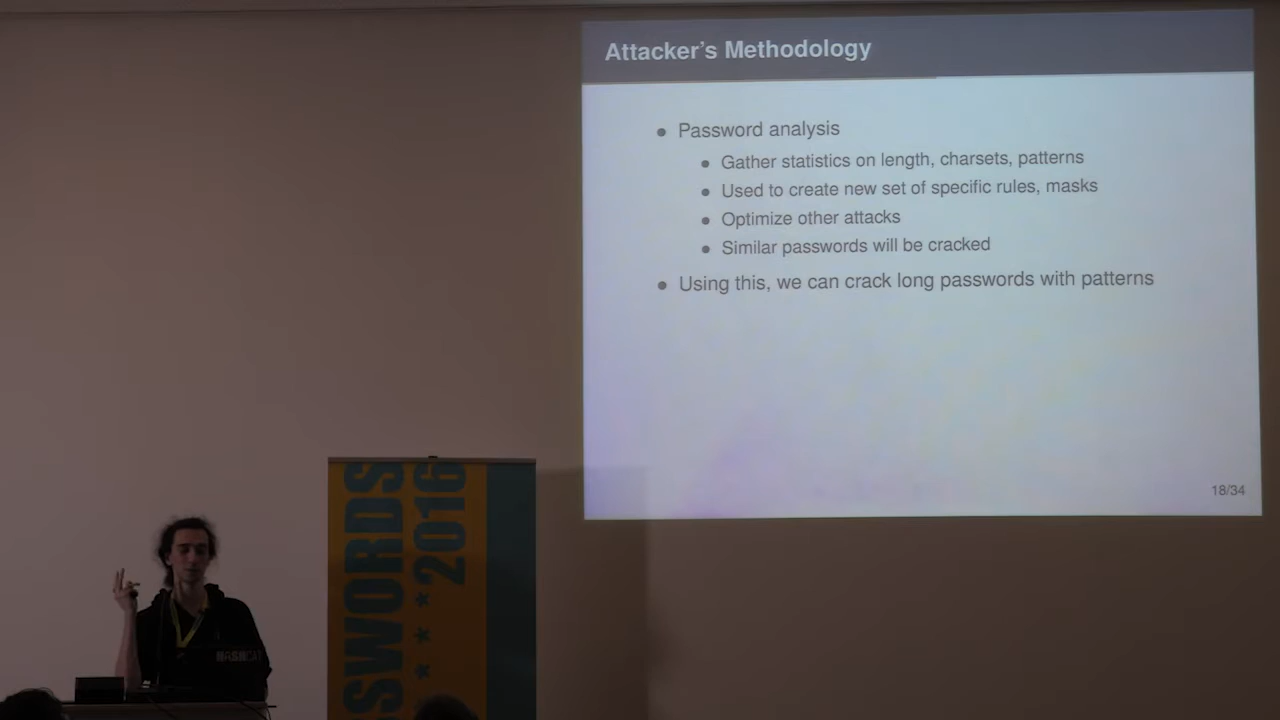 Attacker's Methodology
Password analysis
Gather statistics on length, charsets, patterns
Used to create new set of specific rules, masks
Optimize other attacks
Similar passwords will be cracked
Using this, we can crack long passwords with patterns
18/34
SSWORDS
* * * * 2016
HASHCAT